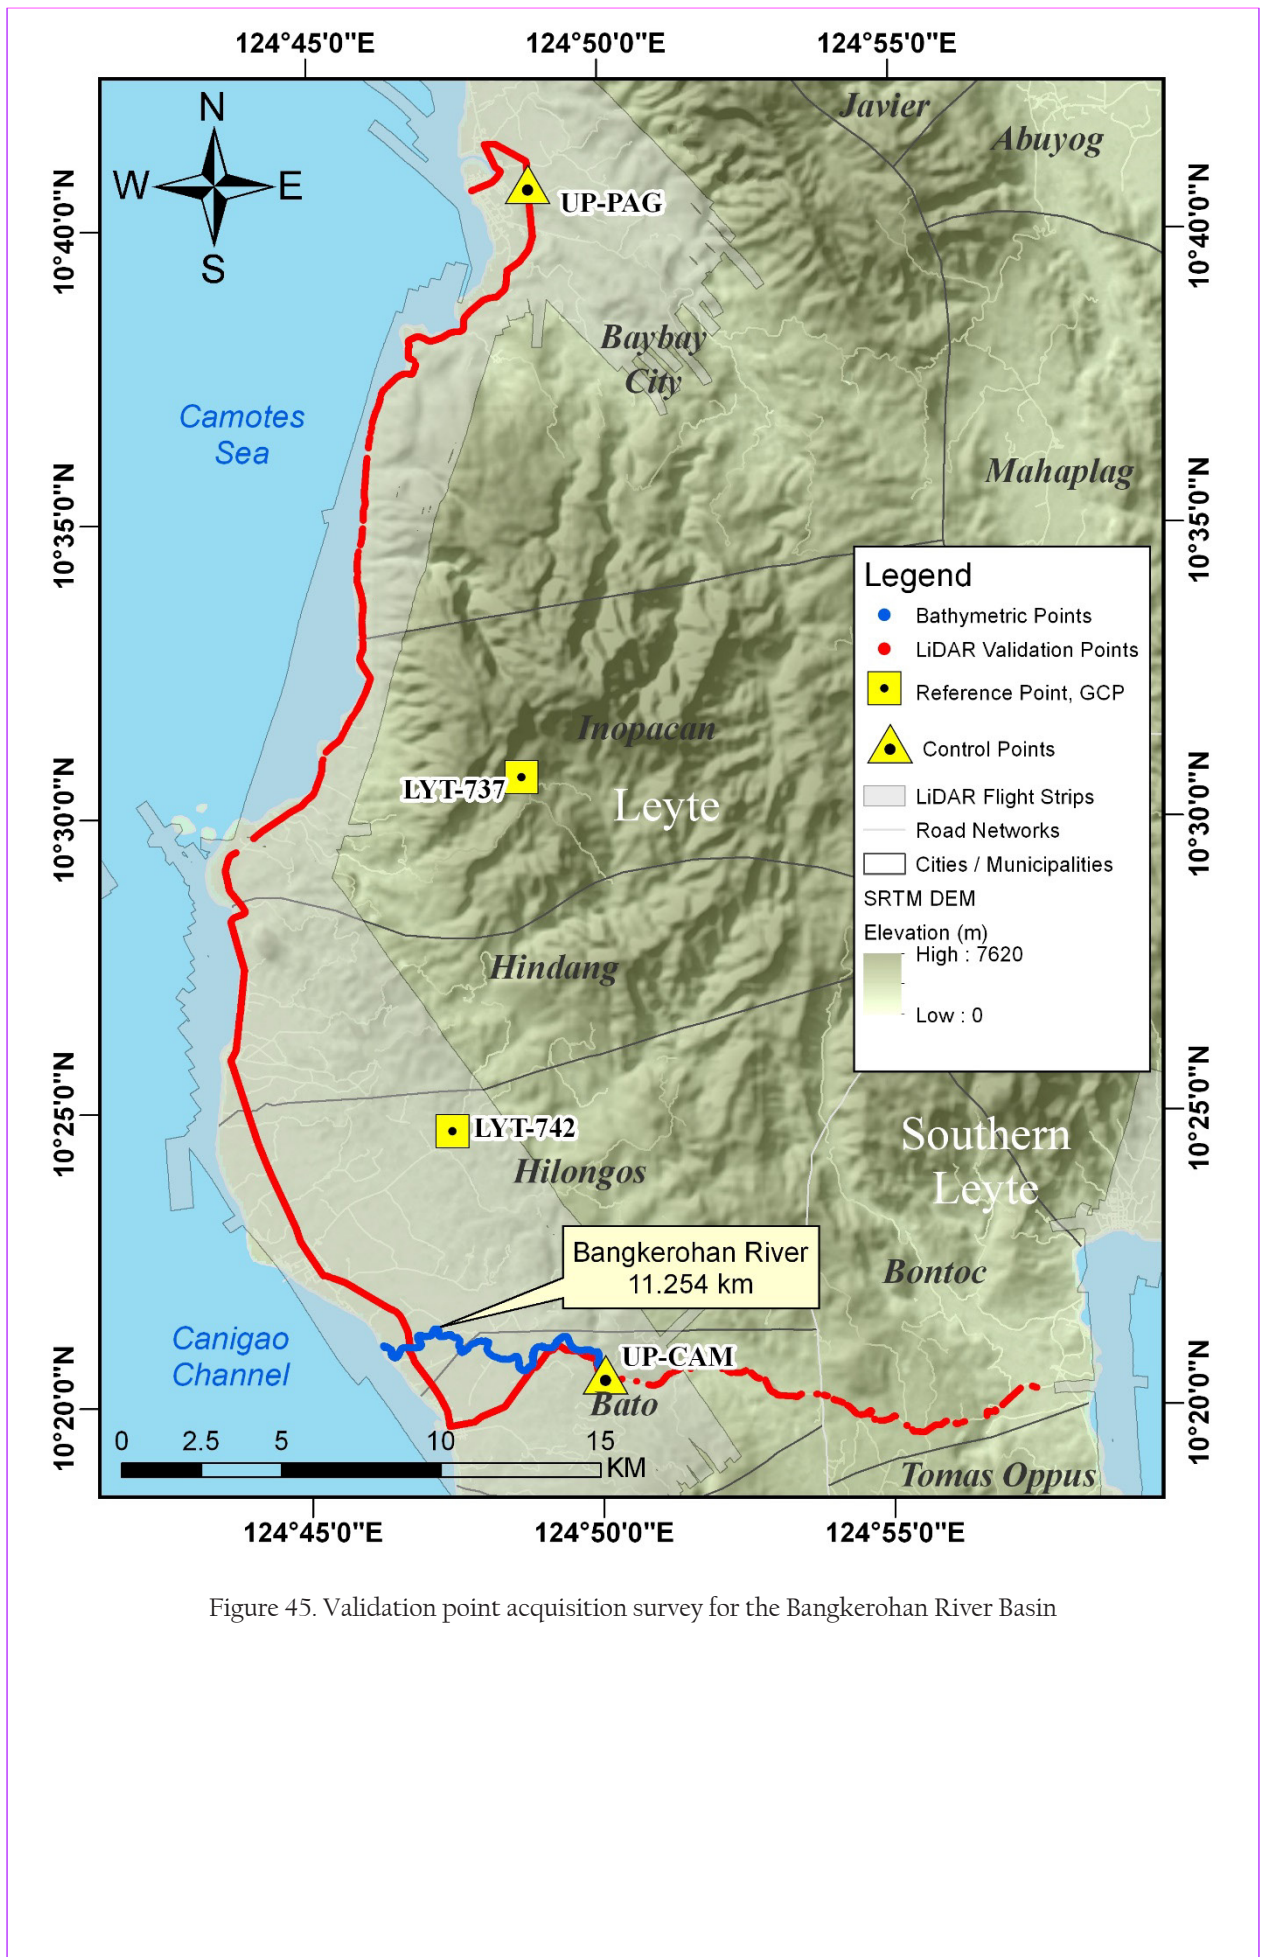 124°45'0"E
124°50'0"E
124°55'0"E
N
W
E
S
Javier
Abuyog
UP-PAG
10°40'0"N
10°40'0"N
Baybay
City
Camotes
Sea
Mahaplag
10°35'0"N
10°35'0"N
Legend
Bathymetric Points
LiDAR Validation Points
Reference Point, GCP
Control Points
LiDAR Flight Strips
Road Networks
Cities / Municipalities
SRTM DEM
Elevation (m)
High : 7620
Low : 0
Inopacan
LYT-737
Leyte
10°30'0"N
10°30'0"N
Hindang
10°25'0"N
10°25'0"N
LYT-742
Hilongos
Southern
Leyte
Bangkerohan River
11.254 km
Bontoc
Canigao
Channel
UP-CAM
Bato
10°20'0"N
10°20'0"N
0 2.5 5 10 15
KM
Tomas Oppus
124°45'0"E
124°50'0"E
124°55'0"E
Figure 45. Validation point acquisition survey for the Bangkerohan River Basin